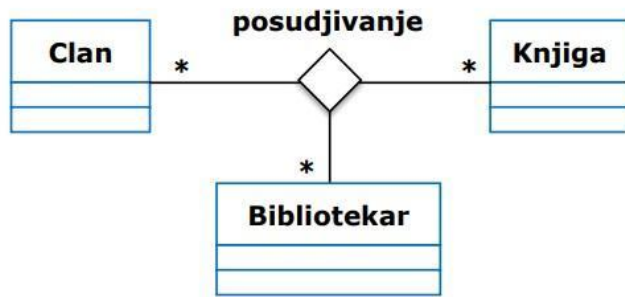 posudjivanje
Clan
*
*
Knjiga
*
Bibliotekar